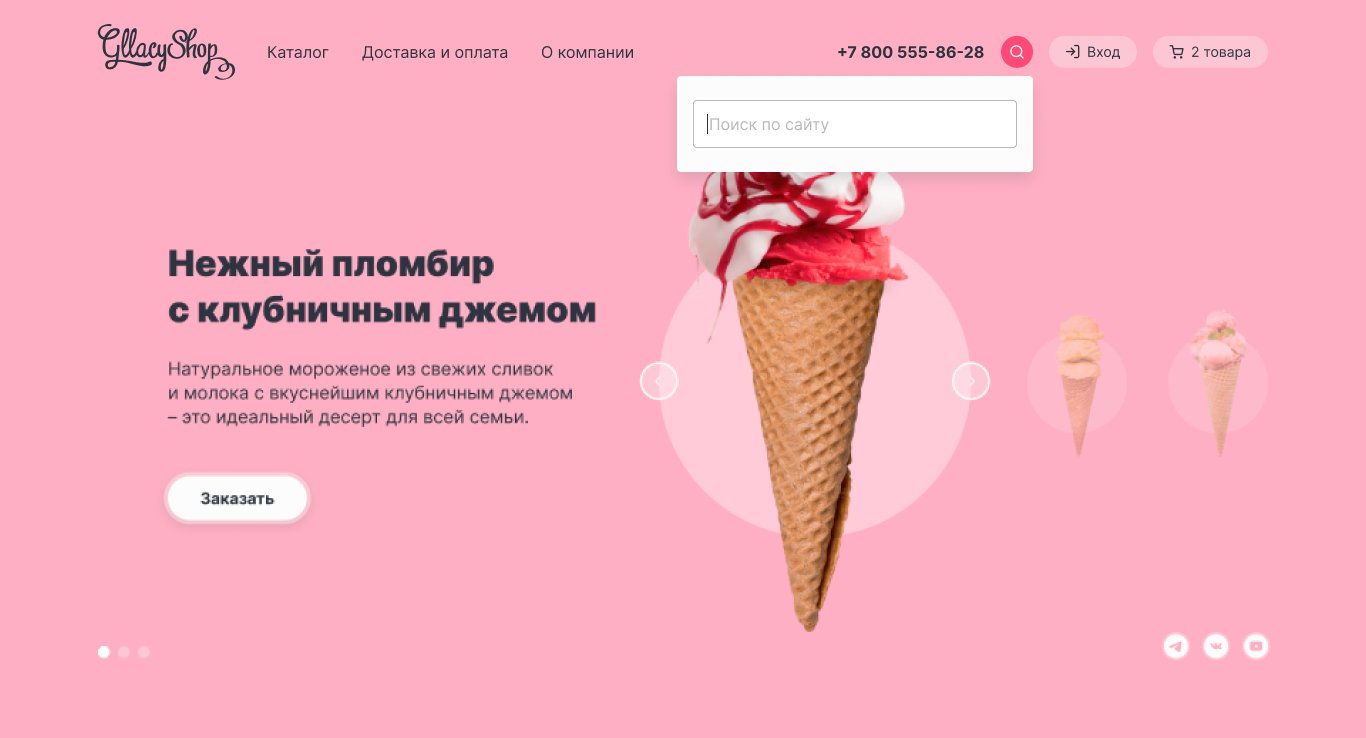 GllacyShop
Каталог
Доставка и оплата
О компании
+7 800 555-86-28
Вход
2 товара
Поиск по сайту
Нежный пломбир
с клубничным джемом
Натуральное мороженое из свежих сливок
и молока с вкуснейшим клубничным джемом
– это идеальный десерт для всей семьи.
Заказать